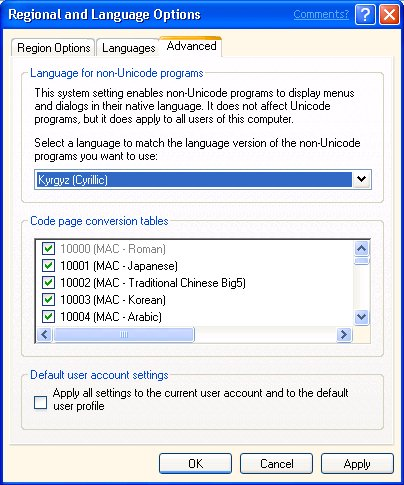 Regional and Language Options
Comments?
Region Options
Languages
Advanced
Language for non-Unicode programs
This system setting enables non-Unicode programs to display menus
and dialogs in their native language. It does not affect Unicode
programs, but it does apply to all users of this computer.
Select a language to match the language version of the non-Unicode
programs you want to use:
Kyrgyz (Cyrillic)
Code page conversion tables
10000 (MAC - Roman)
10001 (MAC - Japanese)
10002 (MAC - Traditional Chinese Big5)
10003 (MAC - Korean)
10004 (MAC - Arabic)
Default user account settings
Apply all settings to the current user account and to the default
user profile
OK
Cancel
Apply